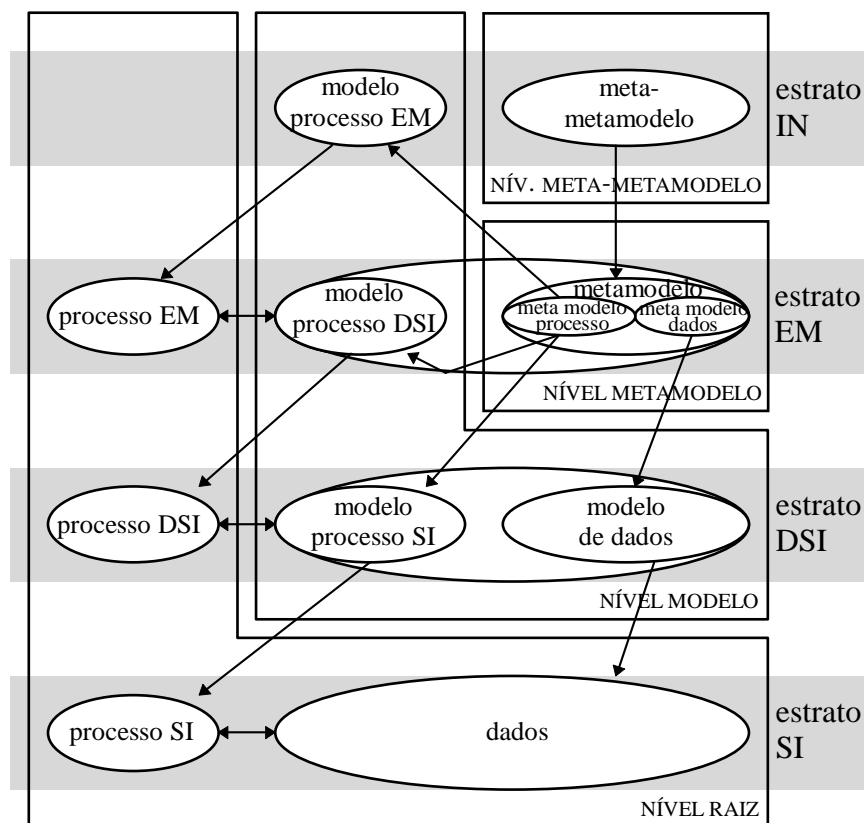 modelo
processo EM
meta-
metamodelo
estrato
IN
NÍV. META-METAMODELO
processo EM
modelo
processo DSI
metamodelo
meta modelo
processo
meta modelo
dados
estrato
EM
NÍVEL METAMODELO
processo DSI
modelo
processo SI
modelo
de dados
estrato
DSI
NÍVEL MODELO
processo SI
dados
estrato
SI
NÍVEL RAIZ